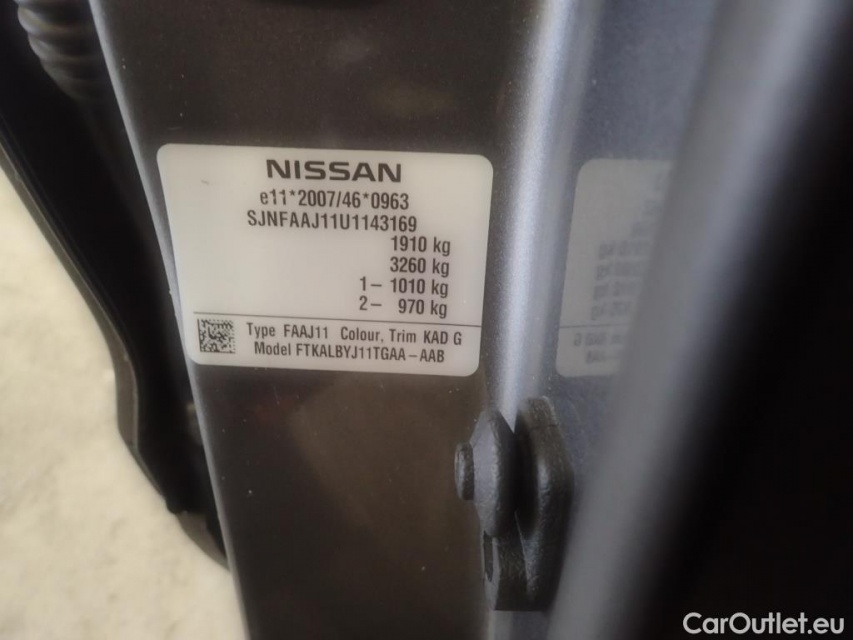 NISSAN
e11*2007/46*0963
SJNFAAJ11U1143169
1910 kg
3260 kg
1- 1010 kg
2- 970 kg
Type FAAJ11 Colour, Trim KAD G
Model FTKALBYJ11TGAA-AAB
CarOutlet.eu